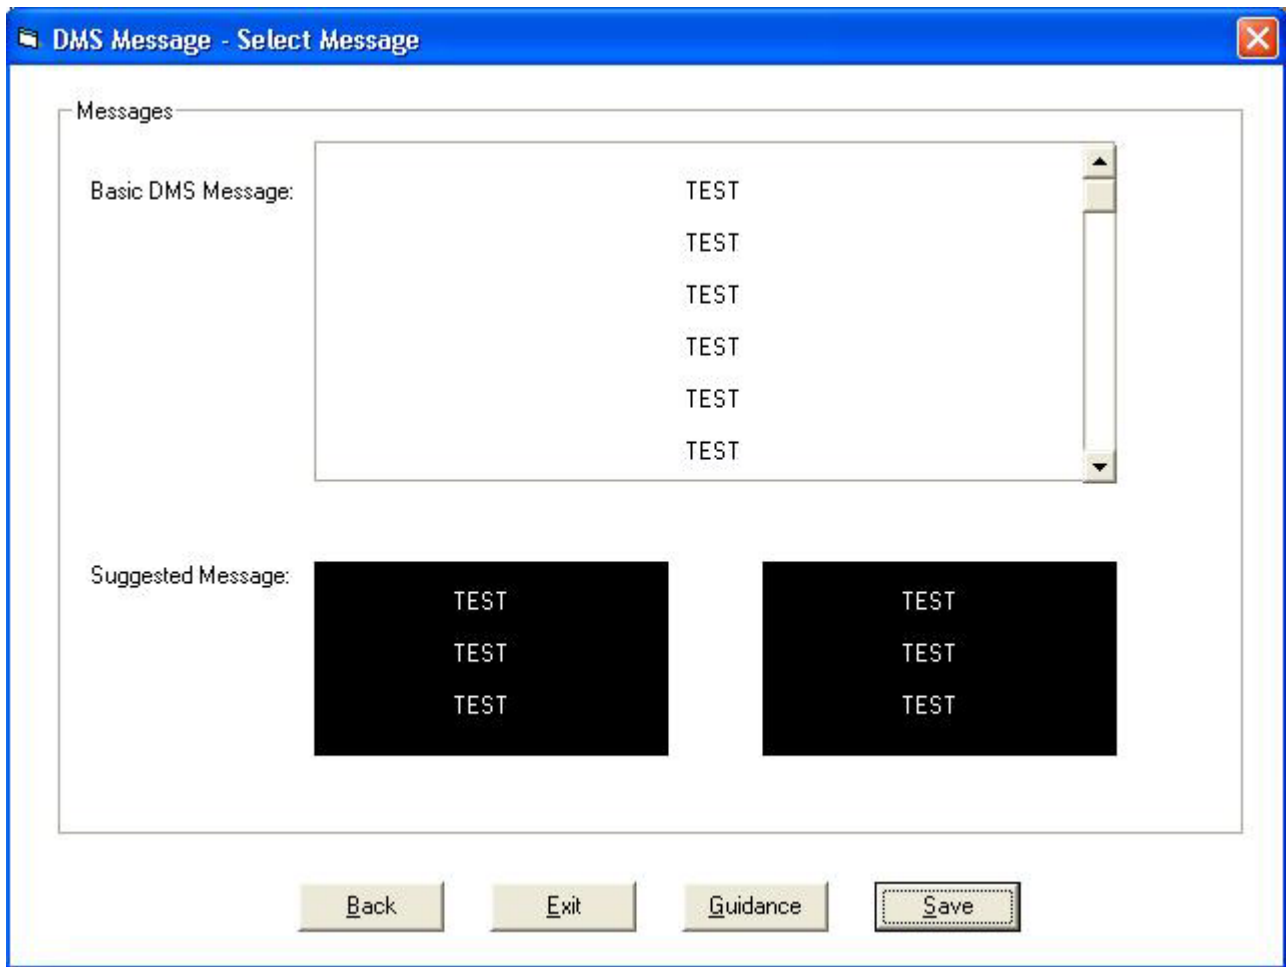 DMS Message - Select Message
Messages
Basic DMS Message:
TEST
TEST
TEST
TEST
TEST
TEST
Suggested Message:
TEST TEST
TEST TEST
TEST TEST
Back Exit Guidance Save